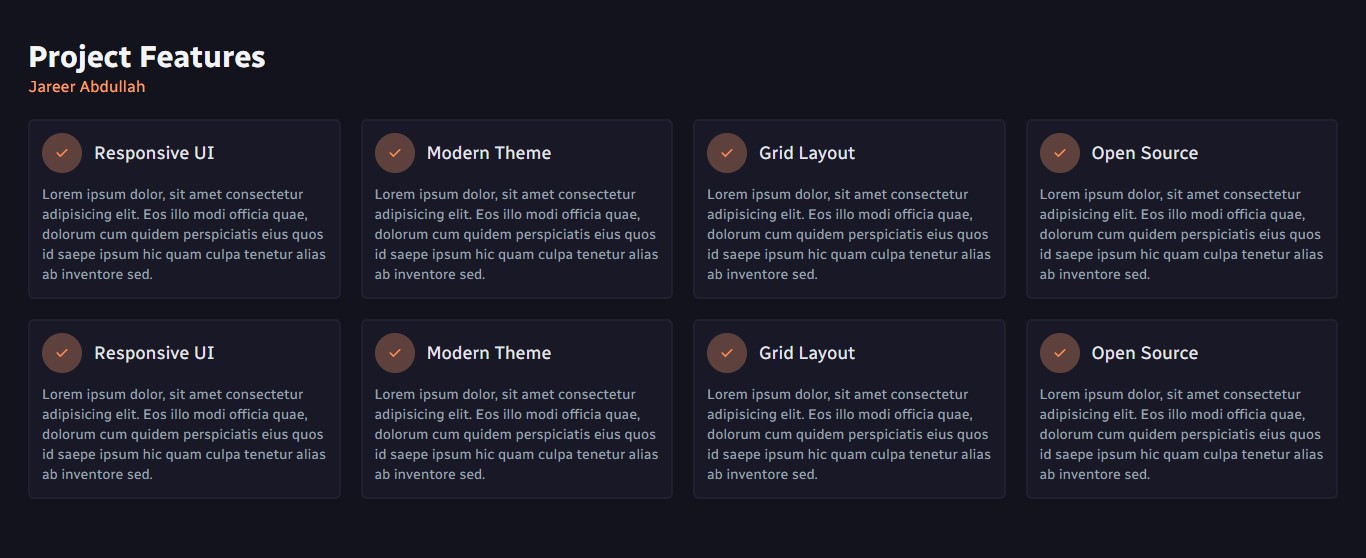 Project Features
Jareer Abdullah
Responsive UI
Lorem ipsum dolor, sit amet consectetur
adipisicing elit. Eos illo modi officia quae,
dolorum cum quidem perspiciatis eius quos
id saepe ipsum hic quam culpa tenetur alias
ab inventore sed.
Modern Theme
Lorem ipsum dolor, sit amet consectetur
adipisicing elit. Eos illo modi officia quae,
dolorum cum quidem perspiciatis eius quos
id saepe ipsum hic quam culpa tenetur alias
ab inventore sed.
Grid Layout
Lorem ipsum dolor, sit amet consectetur
adipisicing elit. Eos illo modi officia quae,
dolorum cum quidem perspiciatis eius quos
id saepe ipsum hic quam culpa tenetur alias
ab inventore sed.
Open Source
Lorem ipsum dolor, sit amet consectetur
adipisicing elit. Eos illo modi officia quae,
dolorum cum quidem perspiciatis eius quos
id saepe ipsum hic quam culpa tenetur alias
ab inventore sed.
Responsive UI
Lorem ipsum dolor, sit amet consectetur
adipisicing elit. Eos illo modi officia quae,
dolorum cum quidem perspiciatis eius quos
id saepe ipsum hic quam culpa tenetur alias
ab inventore sed.
Modern Theme
Lorem ipsum dolor, sit amet consectetur
adipisicing elit. Eos illo modi officia quae,
dolorum cum quidem perspiciatis eius quos
id saepe ipsum hic quam culpa tenetur alias
ab inventore sed.
Grid Layout
Lorem ipsum dolor, sit amet consectetur
adipisicing elit. Eos illo modi officia quae,
dolorum cum quidem perspiciatis eius quos
id saepe ipsum hic quam culpa tenetur alias
ab inventore sed.
Open Source
Lorem ipsum dolor, sit amet consectetur
adipisicing elit. Eos illo modi officia quae,
dolorum cum quidem perspiciatis eius quos
id saepe ipsum hic quam culpa tenetur alias
ab inventore sed.